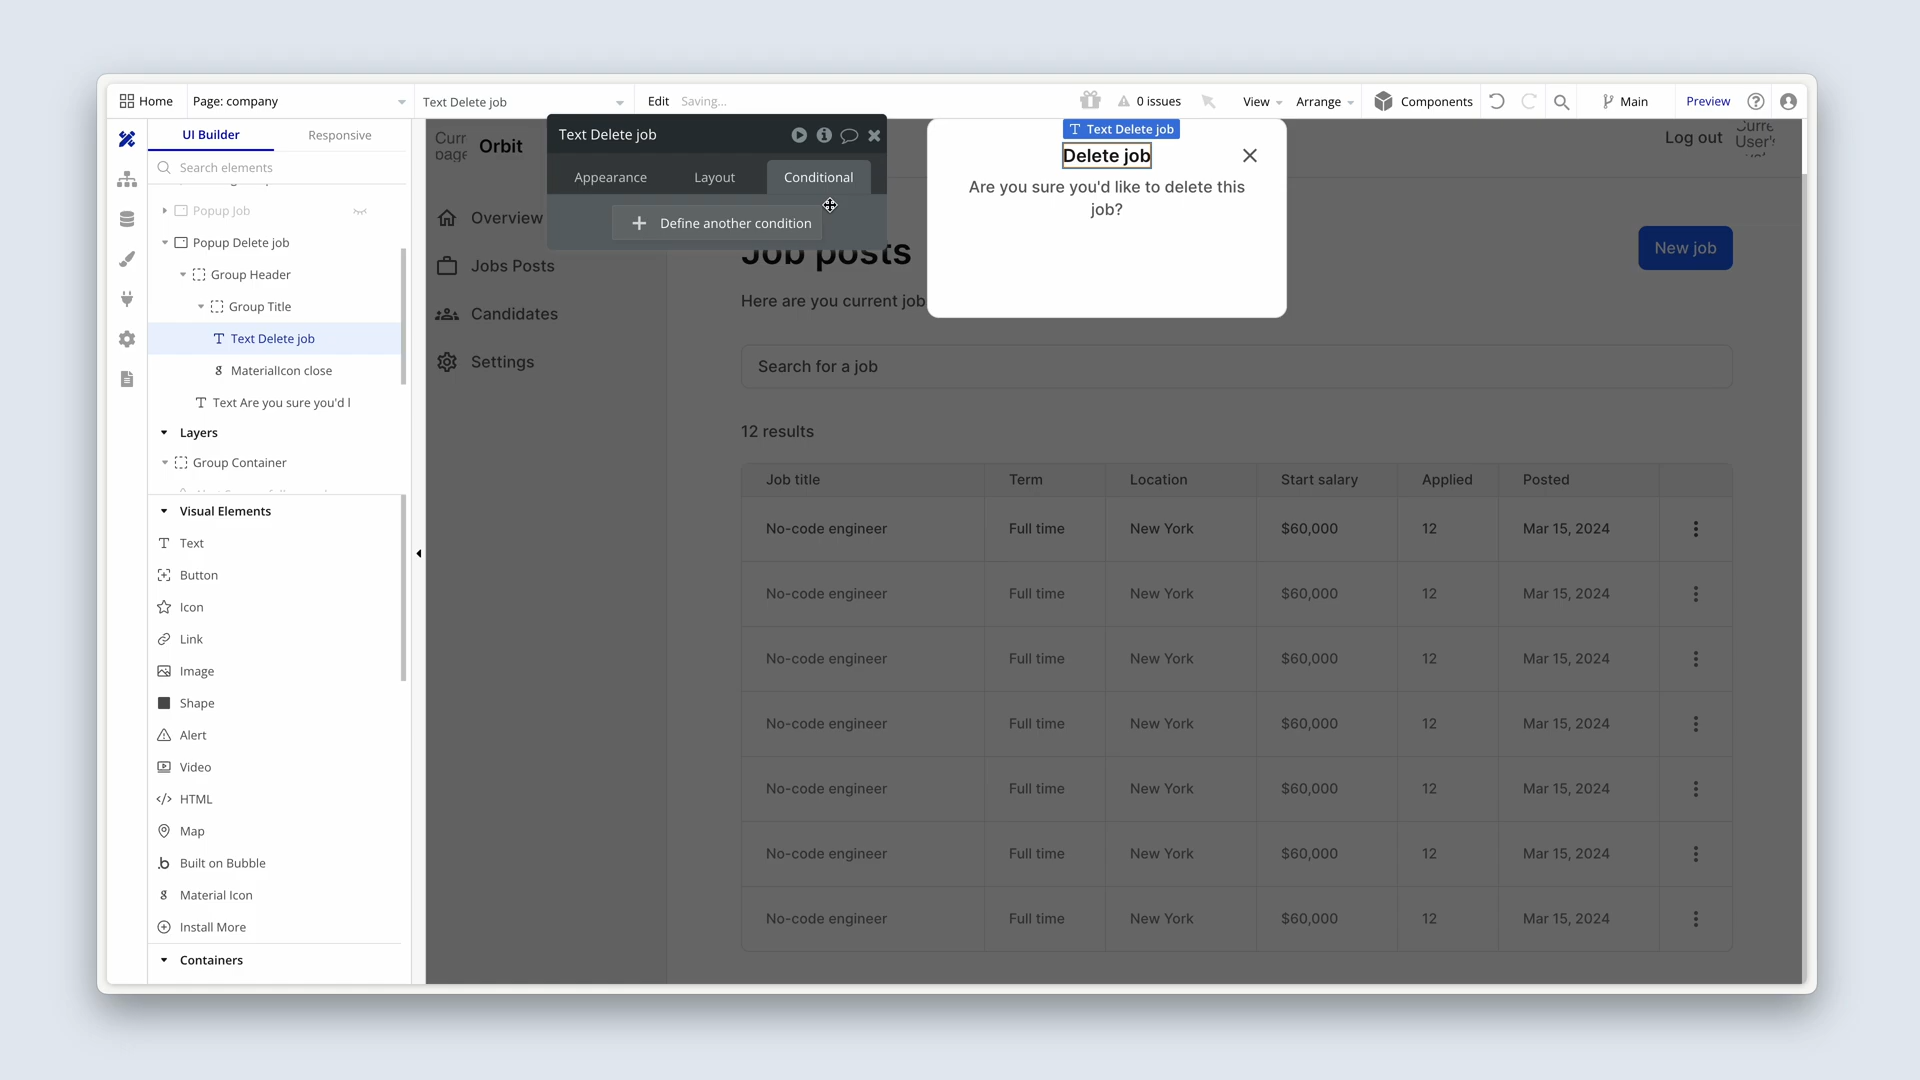 Home
Page: company
Text Delete job
Edit
Saving...
0 issues
View
Arrange
Components
Main
Preview
UI Builder
Responsive
Search elements
Popup Job
Popup Delete job
Group Header
Group Title
Text Delete job
MaterialIcon close
Text Are you sure you'd l
Layers
Group Container
Visual Elements
Text
Button
Icon
Link
Image
Shape
Alert
Video
HTML
Map
Built on Bubble
Material Icon
Install More
Containers
Orbit
Overview
Jobs Posts
Candidates
Settings
Text Delete job
Appearance
Layout
Conditional
Define another condition
Text Delete job
Delete job
Are you sure you'd like to delete this
job?
Log out
Job posts
New job
Here are you current job
Search for a job
12 results
Job title Term Location Start salary Applied Posted
No-code engineer Full time New York $60,000 12 Mar 15, 2024
No-code engineer Full time New York $60,000 12 Mar 15, 2024
No-code engineer Full time New York $60,000 12 Mar 15, 2024
No-code engineer Full time New York $60,000 12 Mar 15, 2024
No-code engineer Full time New York $60,000 12 Mar 15, 2024
No-code engineer Full time New York $60,000 12 Mar 15, 2024
No-code engineer Full time New York $60,000 12 Mar 15, 2024